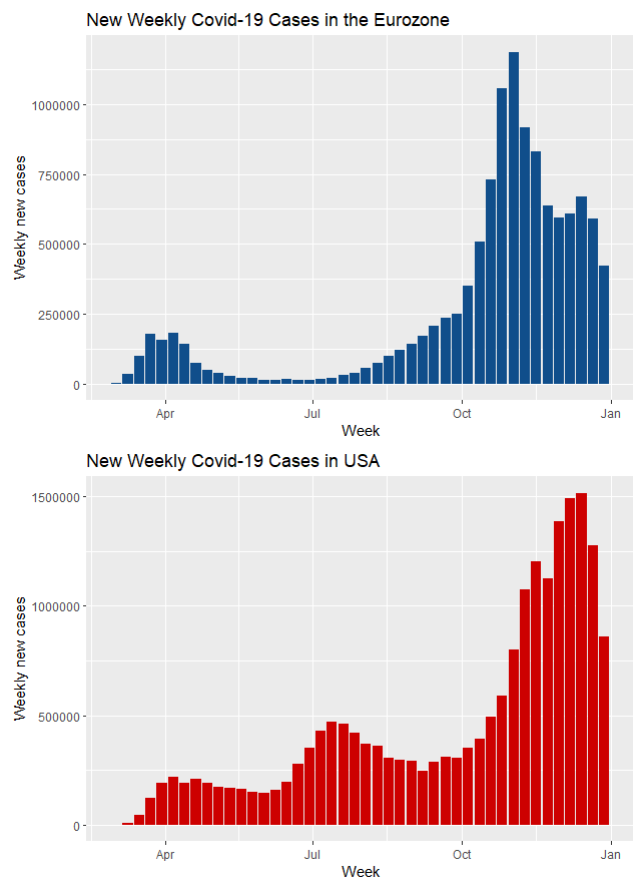 New Weekly Covid-19 Cases in the Eurozone
Weekly new cases
1000000
750000
500000
250000
0
Apr Jul Oct Jan
Week
New Weekly Covid-19 Cases in USA
Weekly new cases
1500000
1000000
500000
0
Apr Jul Oct Jan
Week